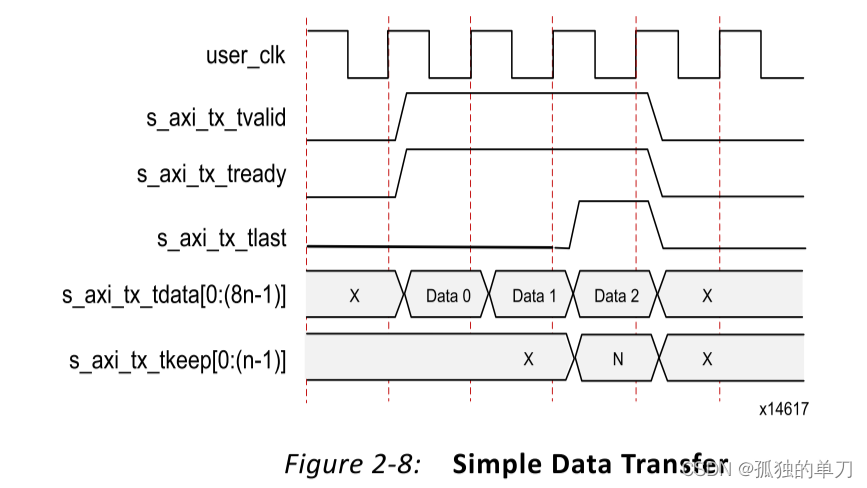 user_clk
s_axi_tx_tvalid
s_axi_tx_tready
s_axi_tx_tlast
s_axi_tx_tdata[0:(8n-1)] X Data 0 Data 1 Data 2 X
s_axi_tx_tkeep[0:(n-1)] X N X
x14617
Figure 2-8: Simple Data Transfer
CSDN @孤独的单刀